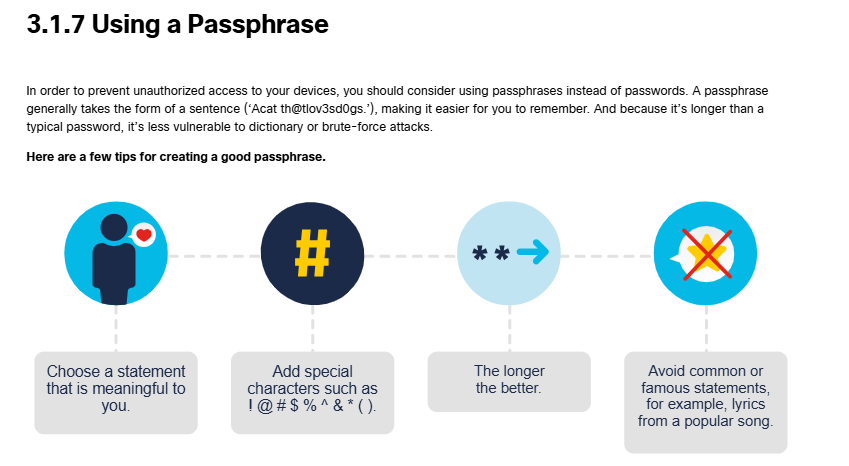 3.1.7 Using a Passphrase
In order to prevent unauthorized access to your devices, you should consider using passphrases instead of passwords. A passphrase
generally takes the form of a sentence (‘Acat th@tlov3sd0gs.’), making it easier for you to remember. And because it’s longer than a
typical password, it’s less vulnerable to dictionary or brute-force attacks.
Here are a few tips for creating a good passphrase.
#
**
Choose a statement
that is meaningful to
you.
Add special
characters such as
! @ # $ % ^ & * ( ).
The longer
the better.
Avoid common or
famous statements,
for example, lyrics
from a popular song.